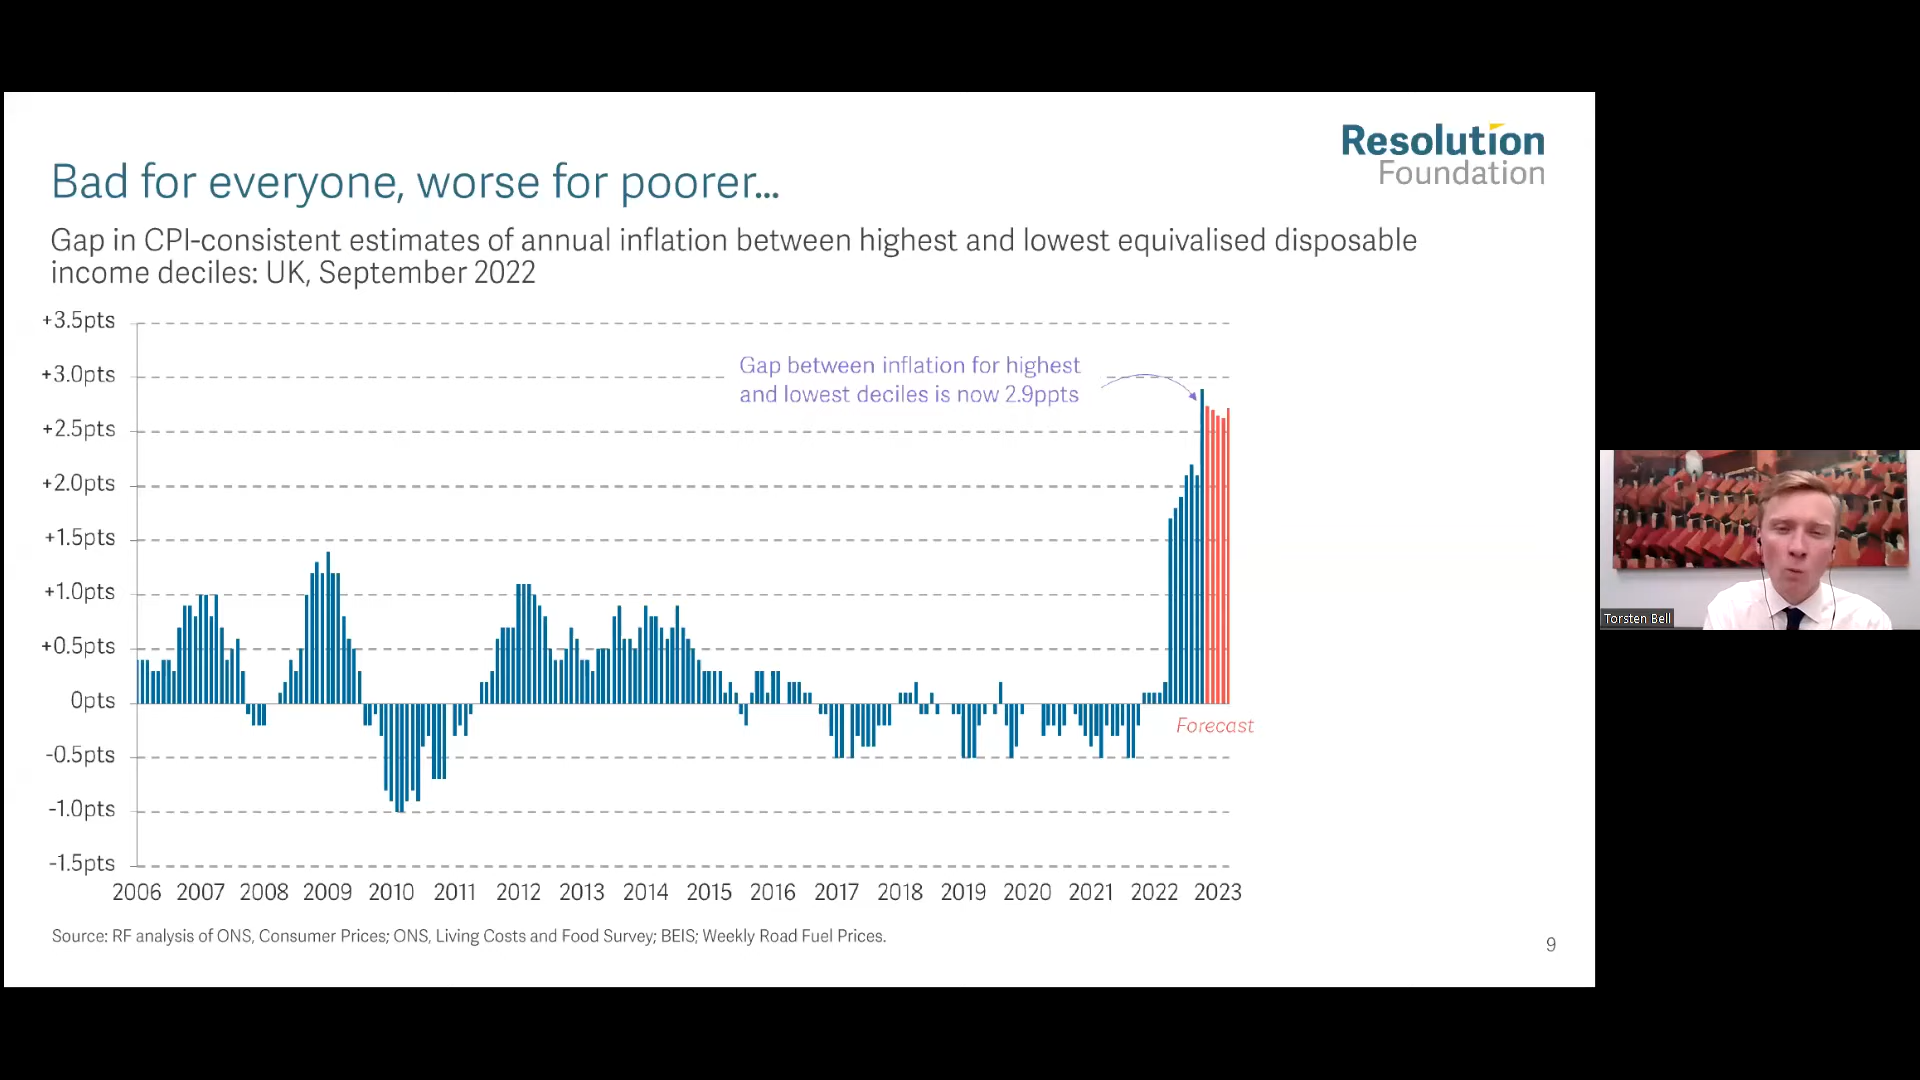 Resolution
Foundation
Bad for everyone, worse for poorer...
Gap in CPI-consistent estimates of annual inflation between highest and lowest equivalised disposable
income deciles: UK, September 2022
+3.5pts
+3.0pts
+2.5pts
+2.0pts
+1.5pts
+1.0pts
+0.5pts
0pts
-0.5pts
-1.0pts
-1.5pts
Gap between inflation for highest
and lowest deciles is now 2.9ppts
Forecast
2006 2007 2008 2009 2010 2011 2012 2013 2014 2015 2016 2017 2018 2019 2020 2021 2022 2023
Source: RF analysis of ONS, Consumer Prices; ONS, Living Costs and Food Survey; BEIS; Weekly Road Fuel Prices.
9
Torsten Bell